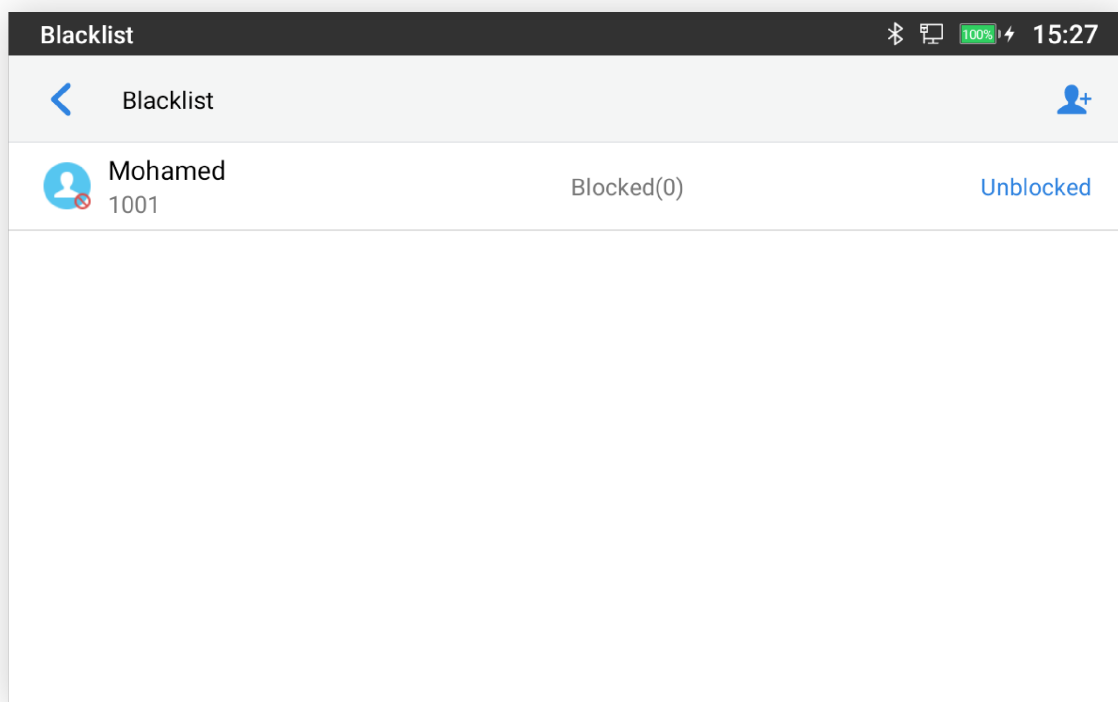 Blacklist 100% 15:27
Blacklist
Mohamed
1001
Blocked(0)
Unblocked